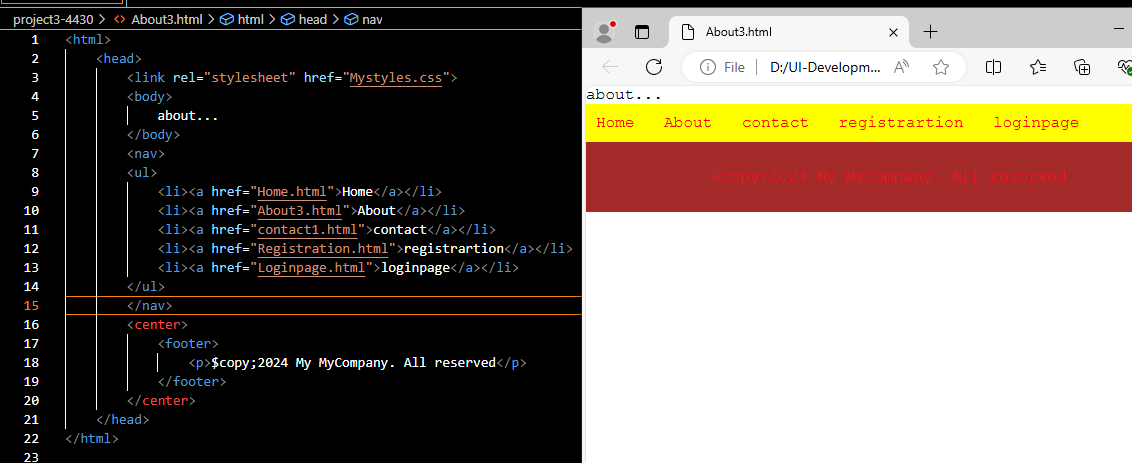 project3-4430 > <> About3.html > html > head > nav
1 <html>
2 <head>
3 <link rel="stylesheet" href="Mystyles.css">
4 <body>
5 about...
6 </body>
7 <nav>
8 <ul>
9 <li><a href="Home.html">Home</a></li>
10 <li><a href="About3.html">About</a></li>
11 <li><a href="contact1.html">contact</a></li>
12 <li><a href="Registration.html">registrartion</a></li>
13 <li><a href="Loginpage.html">loginpage</a></li>
14 </ul>
15 </nav>
16 <center>
17 <footer>
18 <p>$copy;2024 My MyCompany. All reserved</p>
19 </footer>
20 </center>
21 </head>
22 </html>
23
About3.html
File | D:/UI-Developm...
about...
Home About contact registrartion loginpage
$copy;2024 My MyCompany. All reserved